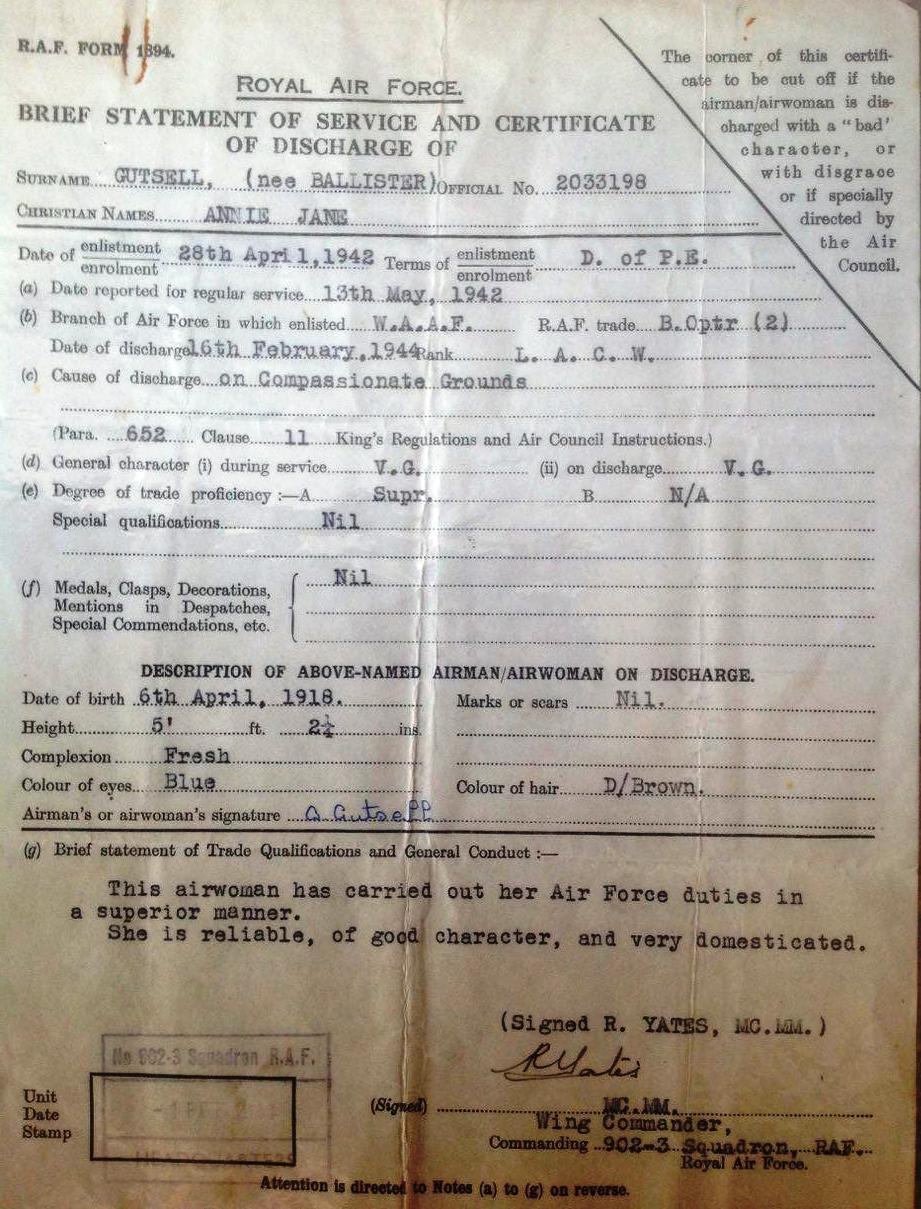 R.A.F. FORM 1894.
The corner of this certifi-
cate to be cut off if the
airman/airwoman is dis-
charged with a "bad'
character, or
with disgrace
or if specially
directed by
the Air
Council.
ROYAL AIR FORCE.
BRIEF STATEMENT OF SERVICE AND CERTIFICATE
OF DISCHARGE OF
SURNAME GUTSELL, (nee BALLISTER) OFFICIAL No. 2033198
CHRISTIAN NAMES ANNIE JANE
Date of enlistment/enrolment 28th April, 1942 Terms of enlistment/enrolment D. of P.E.
(a) Date reported for regular service 13th May, 1942
(b) Branch of Air Force in which enlisted W.A.A.F. R.A.F. trade B.Optr (2)
Date of discharge 16th February, 1944 Rank L. A. C. W.
(c) Cause of discharge on Compassionate Grounds
(Para. 652 Clause 11 King's Regulations and Air Council Instructions.)
(d) General character (i) during service V.G. (ii) on discharge V.G.
(e) Degree of trade proficiency :—A Supr. B N/A
Special qualifications Nil
(f) Medals, Clasps, Decorations, Nil
Mentions in Despatches,
Special Commendations, etc.
DESCRIPTION OF ABOVE-NAMED AIRMAN/AIRWOMAN ON DISCHARGE.
Date of birth 6th April, 1918. Marks or scars Nil.
Height 5' ft. 2¼ ins
Complexion Fresh
Colour of eyes Blue Colour of hair D/Brown.
Airman's or airwoman's signature A Gutsell
(g) Brief statement of Trade Qualifications and General Conduct :—
This airwoman has carried out her Air Force duties in
a superior manner.
She is reliable, of good character, and very domesticated.
(Signed R. YATES, MC.MM.)
R Yates
No 902-3 Squadron R.A.F.
Unit
Date
Stamp
(Signed) MC.MM.
Wing Commander,
Commanding 902-3 Squadron, RAF.
Royal Air Force.
Attention is directed to Notes (a) to (g) on reverse.